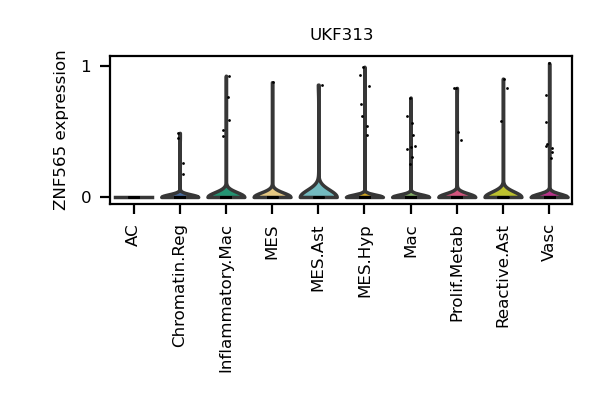 UKF313
ZNF565 expression
1
0
AC
Chromatin.Reg
Inflammatory.Mac
MES
MES.Ast
MES.Hyp
Mac
Prolif.Metab
Reactive.Ast
Vasc